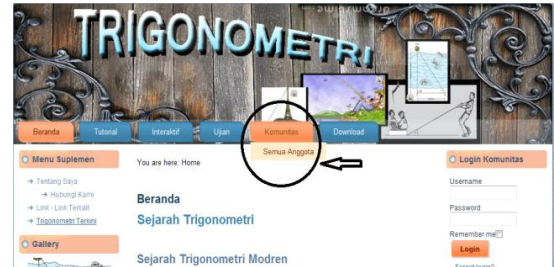 TRIGONOMETRI
Beranda
Tutorial
Interaktif
Ujian
Komunitas
Download
Semua Anggota
Menu Suplemen
Tentang Saya
Hubungi Kami
Link - Link Terkait
Trigonometri Terkini
Gallery
You are here: Home
Beranda
Sejarah Trigonometri
Sejarah Trigonometri Modren
Login Komunitas
Username
Password
Remember me
Login
Forgot login?